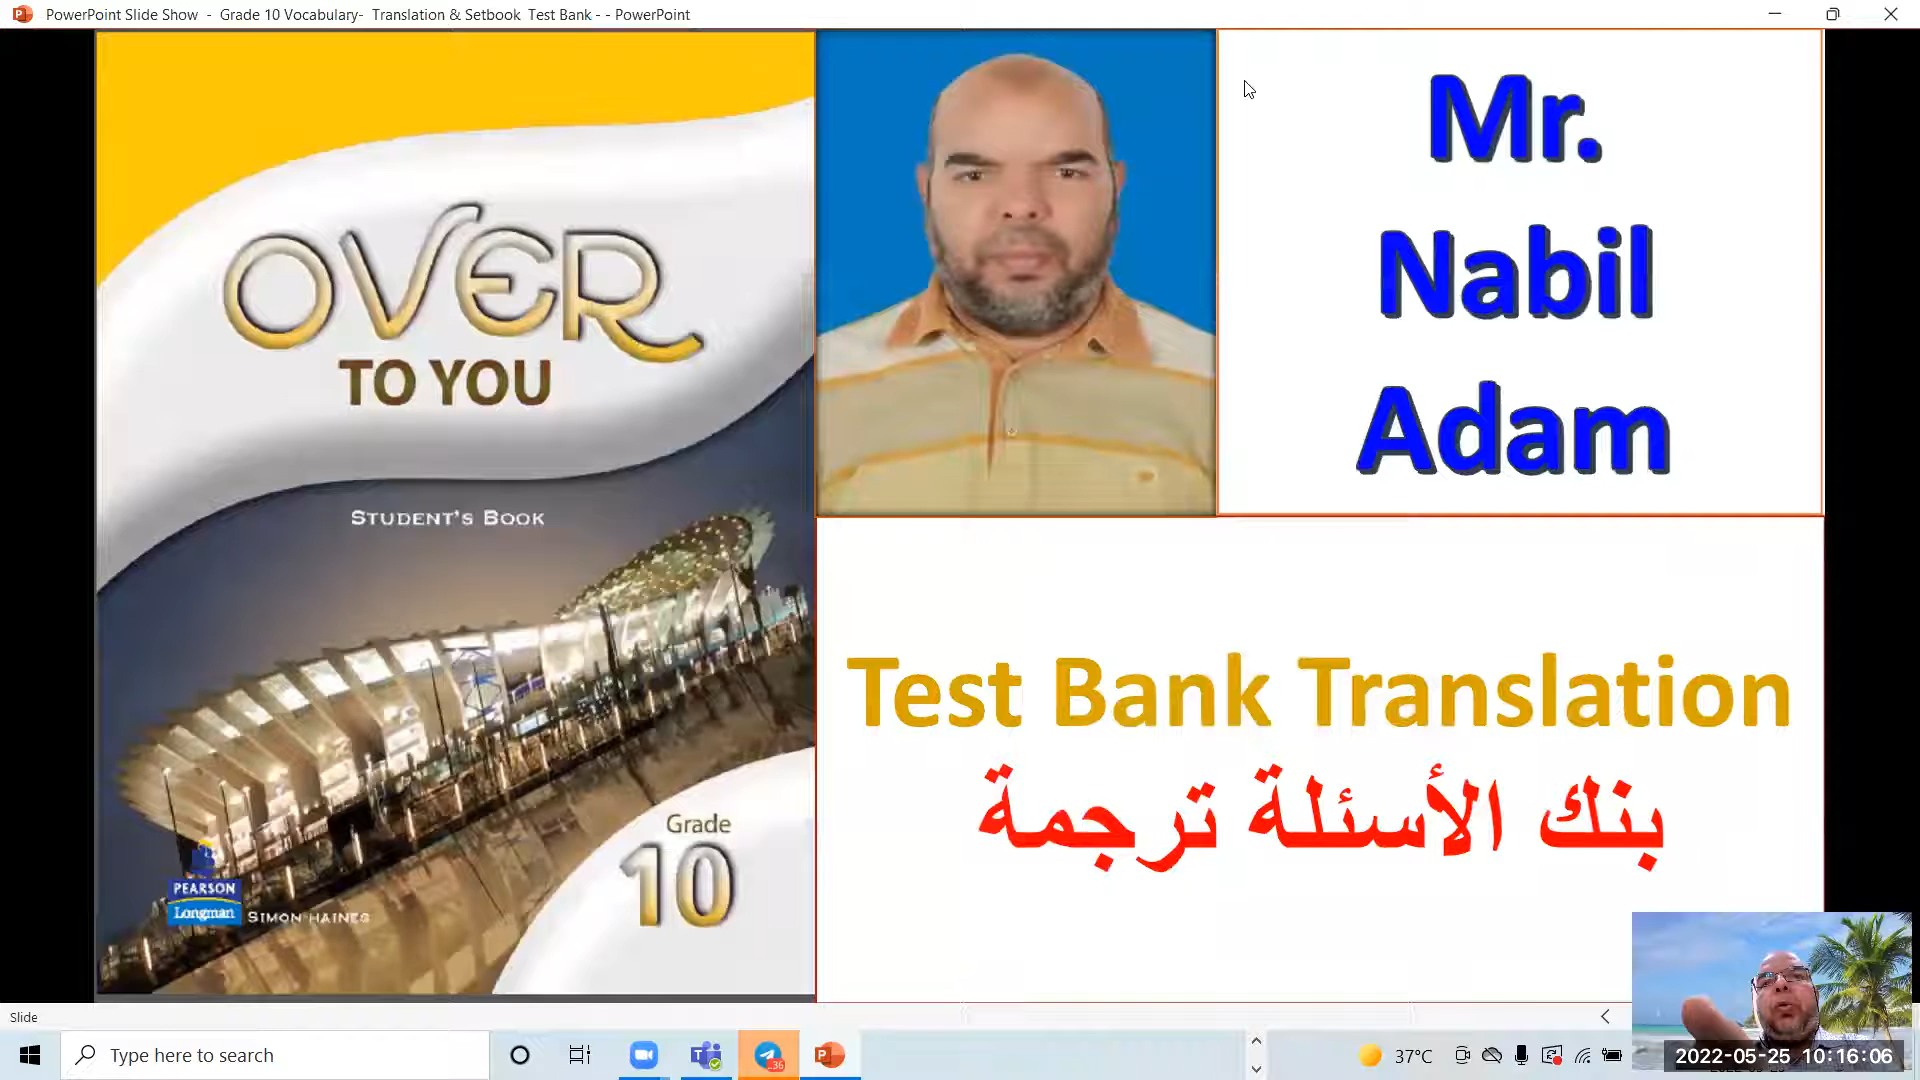 PowerPoint Slide Show - Grade 10 Vocabulary- Translation & Setbook Test Bank - - PowerPoint
OVER
TO YOU
STUDENT'S BOOK
Grade
10
PEARSON
Longman
SIMON HAINES
Mr.
Nabil
Adam
Test Bank Translation
بنك الأسئلة ترجمة
Slide
Type here to search
36
37°C
2022-05-25 10:16:06